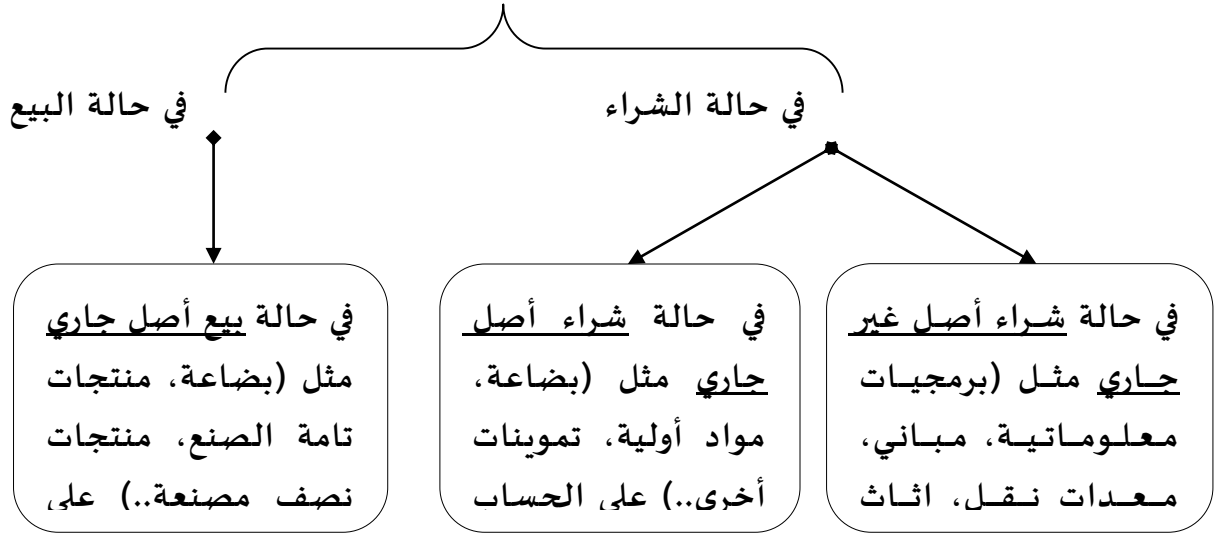 في حالة الشراء
في حالة البيع
في حالة شراء أصل غير
جاري مثل (برمجيات
معلوماتية، مباني،
معدات نقل، اثاث
في حالة شراء أصل
جاري مثل (بضاعة،
مواد أولية، تموينات
أخرى..) على الحساب
في حالة بيع أصل جاري
مثل (بضاعة، منتجات
تامة الصنع، منتجات
نصف مصنعة..) على